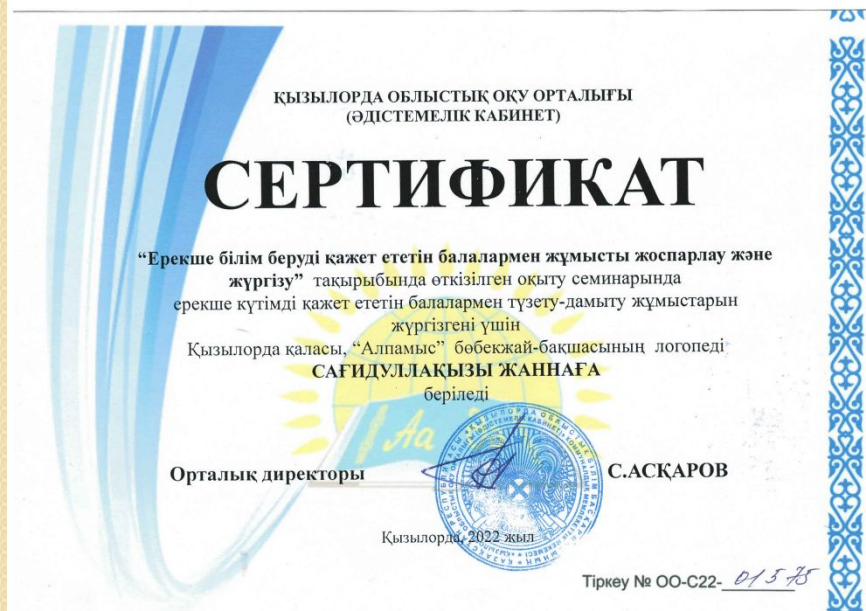 ҚЫЗЫЛОРДА ОБЛЫСТЫҚ ОҚУ ОРТАЛЫҒЫ
(ӘДІСТЕМЕЛІК КАБИНЕТ)
СЕРТИФИКАТ
“Ерекше білім беруді қажет ететін балалармен жұмысты жоспарлау және
жүргізу” тақырыбында өткізілген оқыту семинарында
ерекше күтімді қажет ететін балалармен түзету-дамыту жұмыстарын
жүргізгені үшін
Қызылорда қаласы, “Алпамыс” бөбекжай-бақшасының логопеді
САҒИДУЛЛАҚЫЗЫ ЖАННАҒА
беріледі
Аа
Орталық директоры
С.АСҚАРОВ
Қызылорда, 2022 жыл
Тіркеу № ОО-С22- 01575